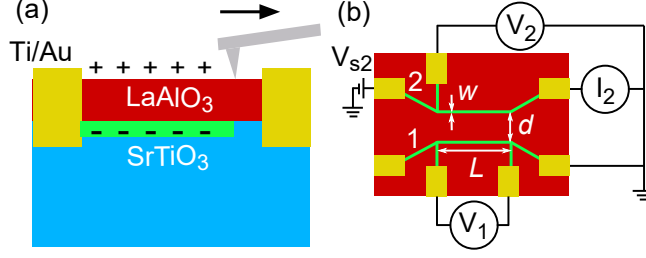 (a)
Ti/Au
+ + + + +
LaAlO₃
- - - - -
SrTiO₃
(b)
V₂
Vₛ₂
2
w
I₂
d
1
L
V₁